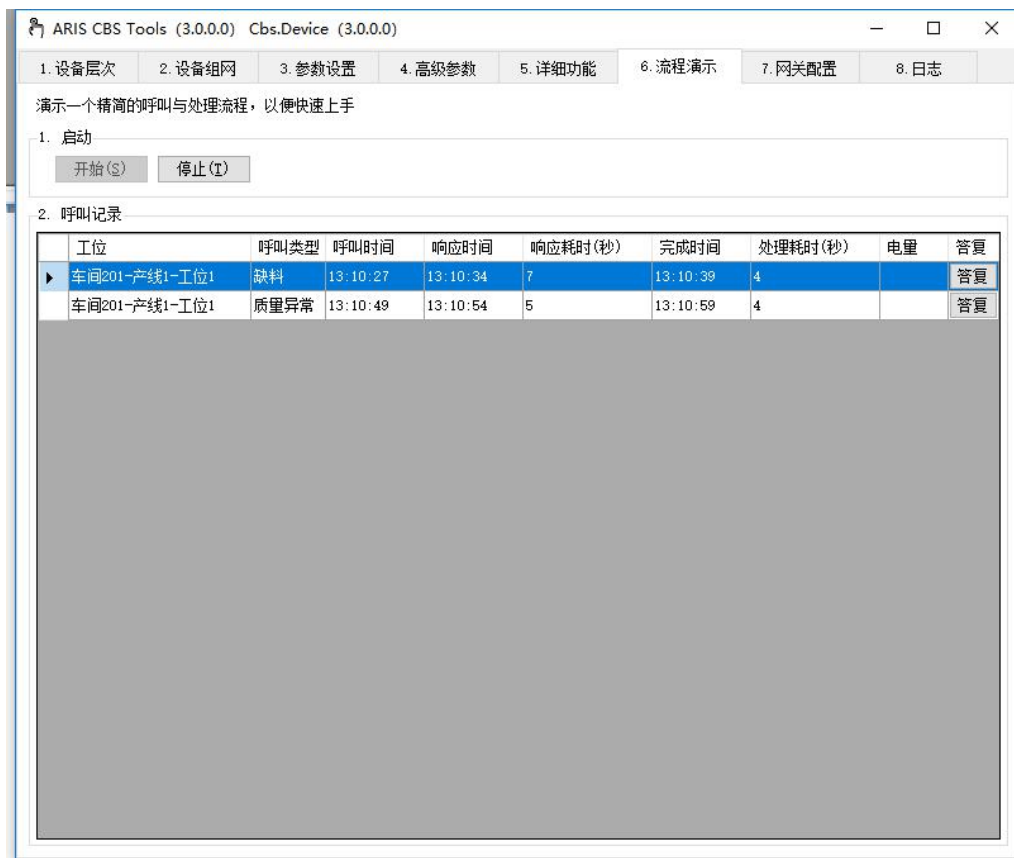 ARIS CBS Tools (3.0.0.0) Cbs.Device (3.0.0.0)
1.设备层次 2.设备组网 3.参数设置 4.高级参数 5.详细功能 6.流程演示 7.网关配置 8.日志
演示一个精简的呼叫与处理流程，以便快速上手
1. 启动
开始(S) 停止(T)
2. 呼叫记录
工位 呼叫类型 呼叫时间 响应时间 响应耗时(秒) 完成时间 处理耗时(秒) 电量 答复
车间201-产线1-工位1 缺料 13:10:27 13:10:34 7 13:10:39 4 答复
车间201-产线1-工位1 质量异常 13:10:49 13:10:54 5 13:10:59 4 答复